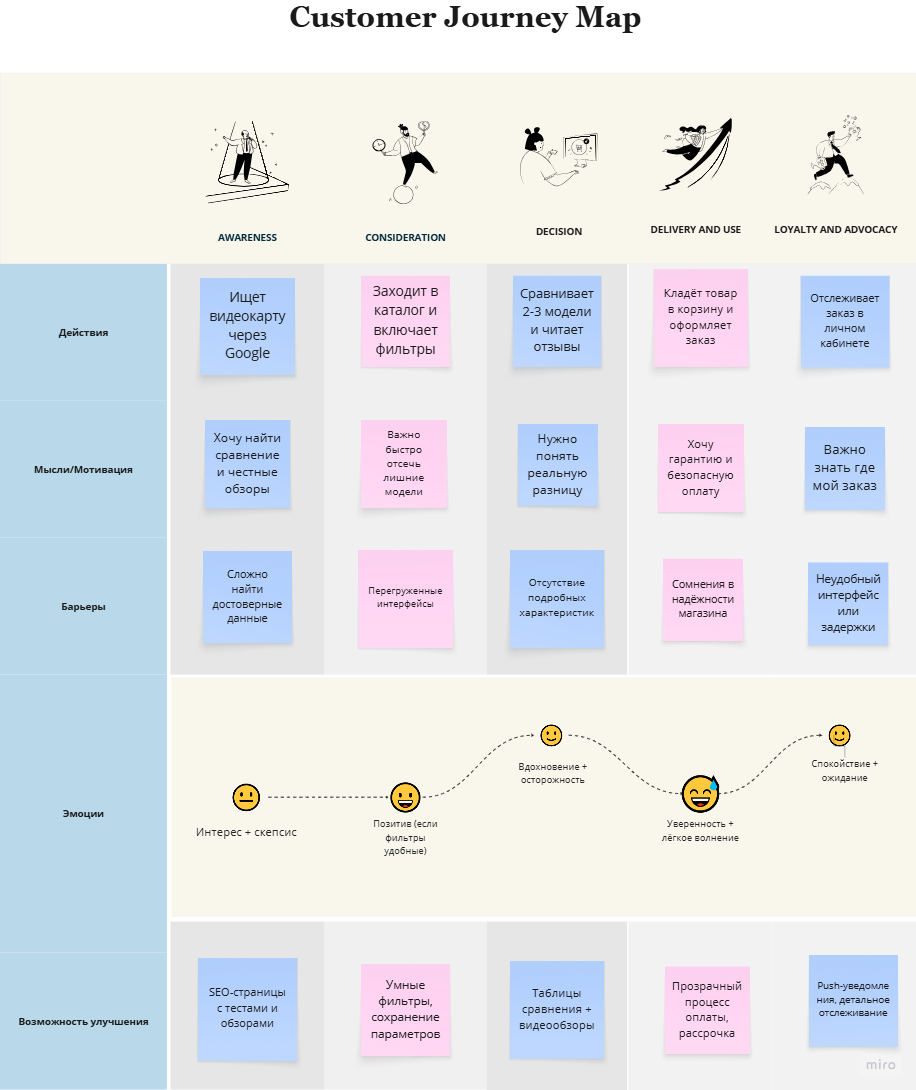 Customer Journey Map
AWARENESS
CONSIDERATION
DECISION
DELIVERY AND USE
LOYALTY AND ADVOCACY
Действия
Ищет
видеокарту
через
Google
Заходит в
каталог и
включает
фильтры
Сравнивает
2-3 модели
и читает
отзывы
Кладёт товар
в корзину и
оформляет
заказ
Отслеживает
заказ в
личном
кабинете
Мысли/Мотивация
Хочу найти
сравнение
и честные
обзоры
Важно
быстро
отсечь
лишние
модели
Нужно
понять
реальную
разницу
Хочу
гарантию и
безопасную
оплату
Важно
знать где
мой заказ
Барьеры
Сложно
найти
достоверные
данные
Перегруженные
интерфейсы
Отсутствие
подробных
характеристик
Сомнения в
надёжности
магазина
Неудобный
интерфейс
или
задержки
Эмоции
Интерес + скепсис
Позитив (если
фильтры
удобные)
Вдохновение +
осторожность
Уверенность +
лёгкое волнение
Спокойствие +
ожидание
Возможность улучшения
SEO-страницы
с тестами и
обзорами
Умные
фильтры,
сохранение
параметров
Таблицы
сравнения +
видеообзоры
Прозрачный
процесс
оплаты,
рассрочка
Push-уведомле
ния, детальное
отслеживание
miro